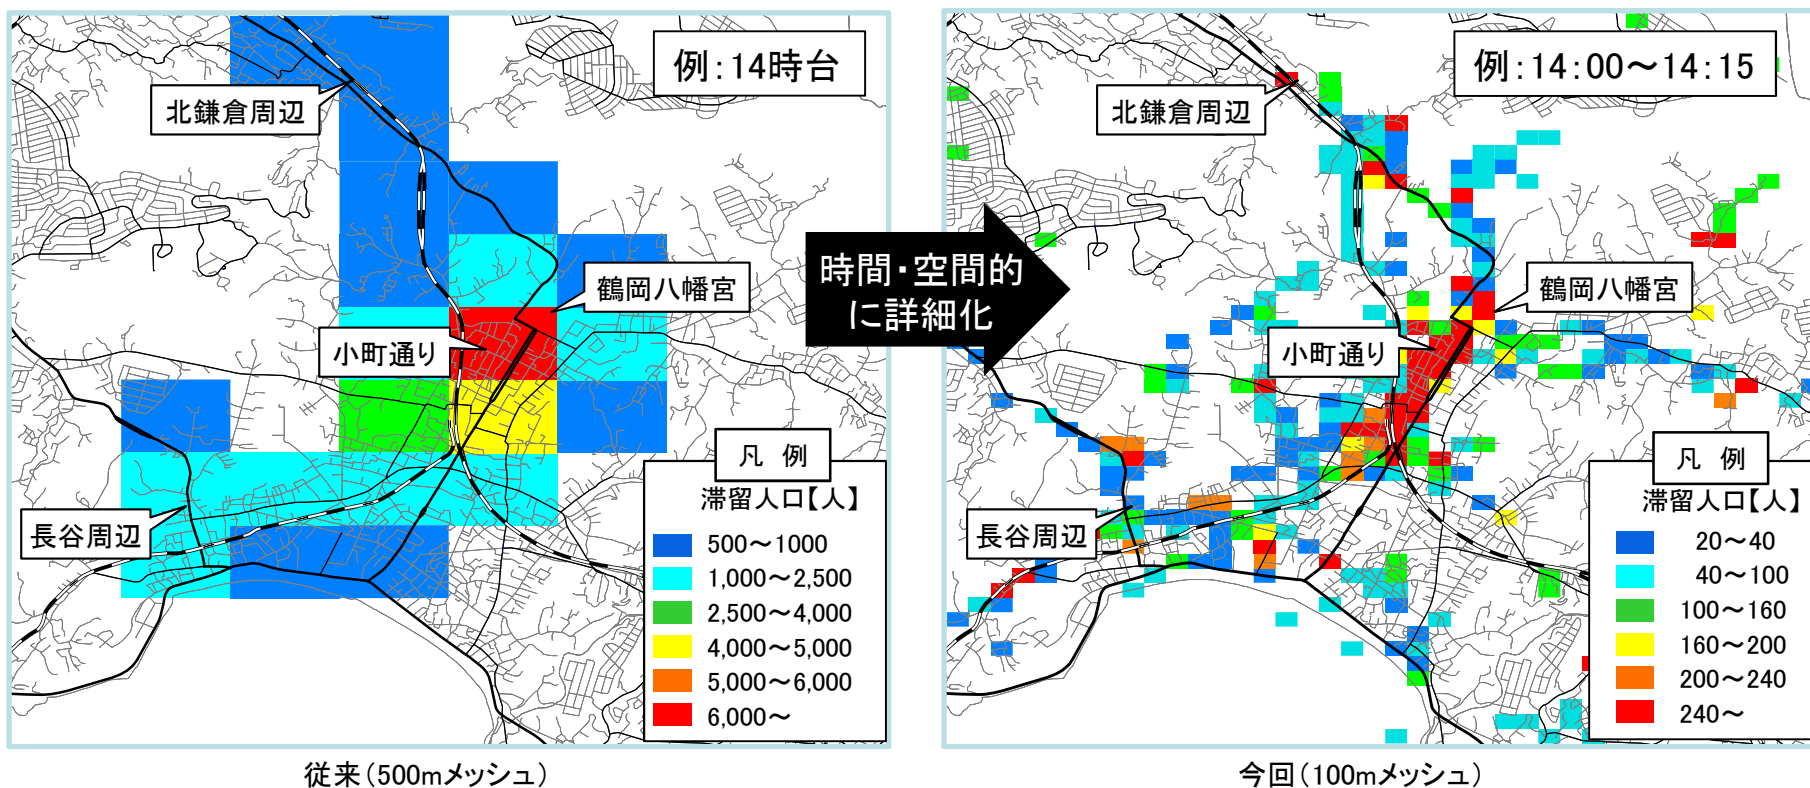 例：14時台
北鎌倉周辺
鶴岡八幡宮
小町通り
長谷周辺
凡 例
滞留人口【人】
500～1000
1,000～2,500
2,500～4,000
4,000～5,000
5,000～6,000
6,000～
従来（500mメッシュ）
時間・空間的
に詳細化
例：14：00～14：15
北鎌倉周辺
鶴岡八幡宮
小町通り
長谷周辺
凡 例
滞留人口【人】
20～40
40～100
100～160
160～200
200～240
240～
今回（100mメッシュ）